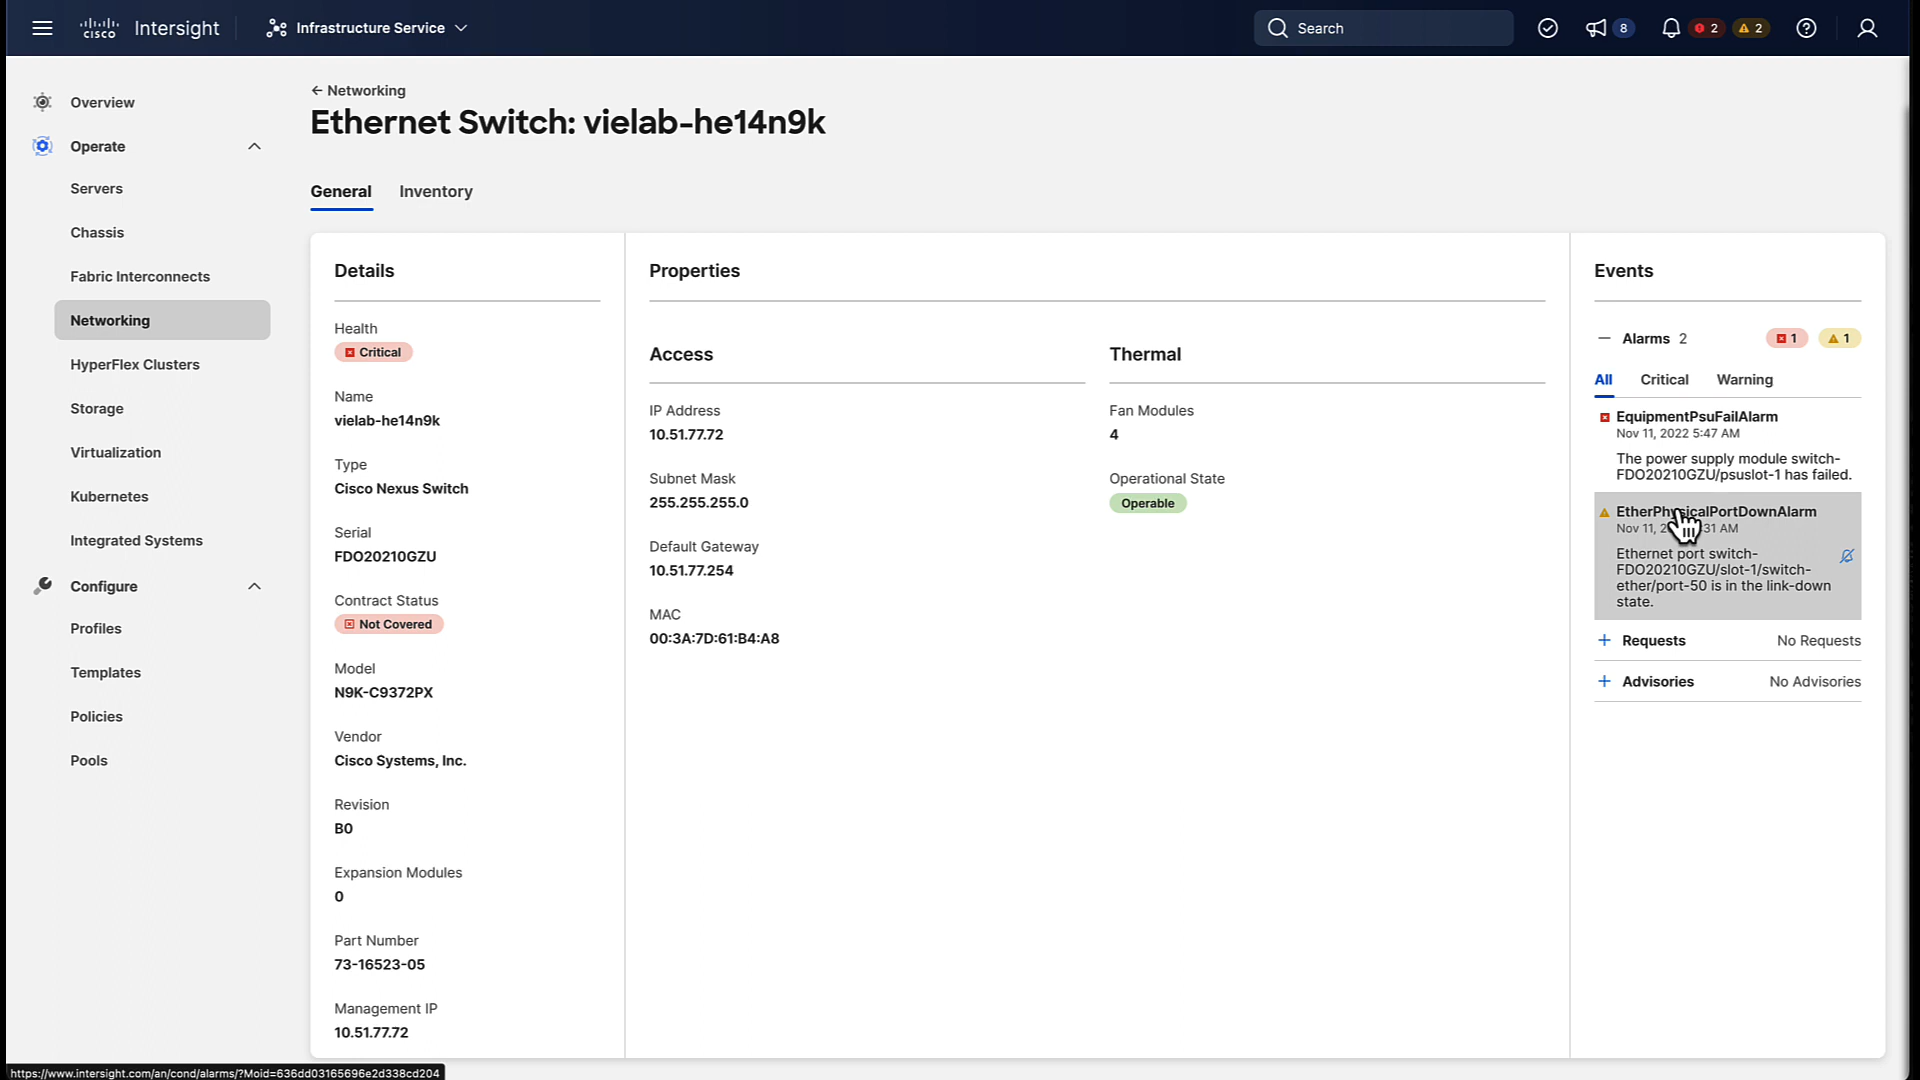 cisco Intersight
Infrastructure Service
Search
8
2
2
Overview
Operate
Servers
Chassis
Fabric Interconnects
Networking
HyperFlex Clusters
Storage
Virtualization
Kubernetes
Integrated Systems
Configure
Profiles
Templates
Policies
Pools
← Networking
Ethernet Switch: vielab-he14n9k
General
Inventory
Details
Health
Critical
Name
vielab-he14n9k
Type
Cisco Nexus Switch
Serial
FDO20210GZU
Contract Status
Not Covered
Model
N9K-C9372PX
Vendor
Cisco Systems, Inc.
Revision
B0
Expansion Modules
0
Part Number
73-16523-05
Management IP
10.51.77.72
Properties
Access
IP Address
10.51.77.72
Subnet Mask
255.255.255.0
Default Gateway
10.51.77.254
MAC
00:3A:7D:61:B4:A8
Thermal
Fan Modules
4
Operational State
Operable
Events
Alarms 2
1
1
All
Critical
Warning
EquipmentPsuFailAlarm
Nov 11, 2022 5:47 AM
The power supply module switch-
FDO20210GZU/psuslot-1 has failed.
EtherPhysicalPortDownAlarm
Nov 11, 31 AM
Ethernet port switch-
FDO20210GZU/slot-1/switch-
ether/port-50 is in the link-down
state.
Requests
No Requests
Advisories
No Advisories
https://www.intersight.com/an/cond/alarms/?Moid=636dd03165696e2d338cd204